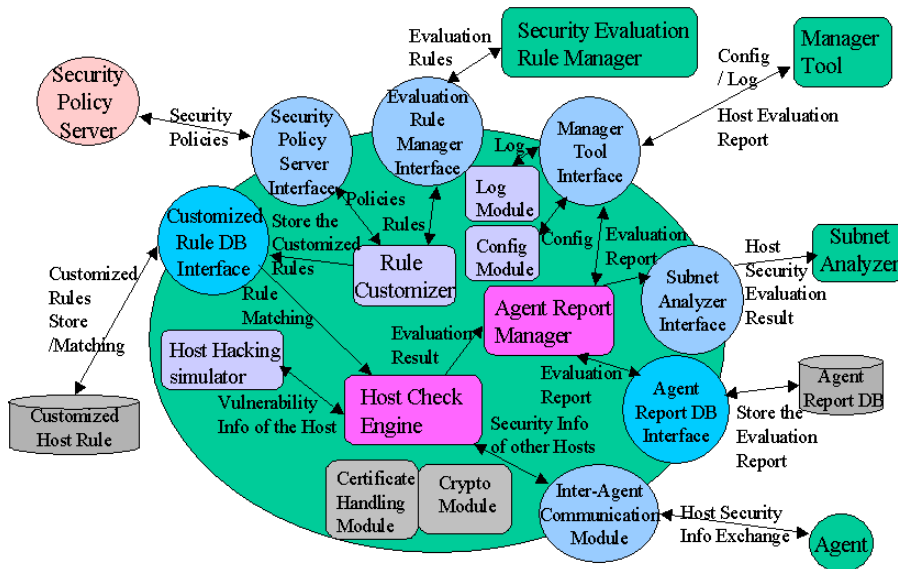 Security
Policy
Server
Security
Policies
Security
Policy
Server
Interface
Evaluation
Rules
Evaluation
Rule
Manager
Interface
Security Evaluation
Rule Manager
Config
/ Log
Manager
Tool
Host Evaluation
Report
Manager
Tool
Interface
Log
Log
Module
Config
Module
Config
Policies
Rules
Customized
Rule DB
Interface
Store the
Customized
Rules
Rule
Customizer
Evaluation
Report
Subnet
Analyzer
Interface
Host
Security
Evaluation
Result
Subnet
Analyzer
Customized
Rules
Store
/Matching
Rule
Matching
Agent Report
Manager
Evaluation
Result
Host Hacking
simulator
Vulnerability
Info of the Host
Host Check
Engine
Evaluation
Report
Agent
Report DB
Interface
Agent
Report DB
Store the
Evaluation
Report
Customized
Host Rule
Security Info
of other Hosts
Certificate
Handling
Module
Crypto
Module
Inter-Agent
Communication
Module
Host Security
Info Exchange
Agent